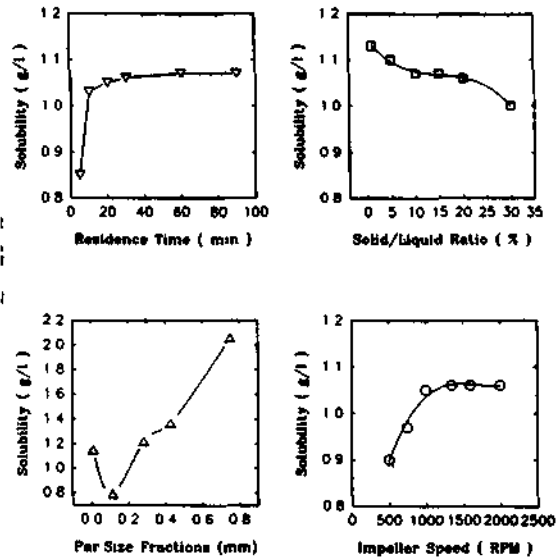 Solubility ( g/l )
1 2
1 1
1 0
0 9
0 8
0 20 40 60 80 100
Residence Time ( min )
Solubility ( g/l )
1 2
1 1
1 0
0 9
0 8
0 5 10 15 20 25 30 35
Solid/Liquid Ratio ( % )
Solubility ( g/l )
2 2
2 0
1 8
1 6
1 4
1 2
1 0
0 8
0 0 0 2 0 4 0 6 0 8
Par Size Fractions (mm)
Solubility ( g/l )
1 2
1 1
1 0
0 9
0 8
0 500 1000 1500 2000 2500
Impeller Speed ( RPM )